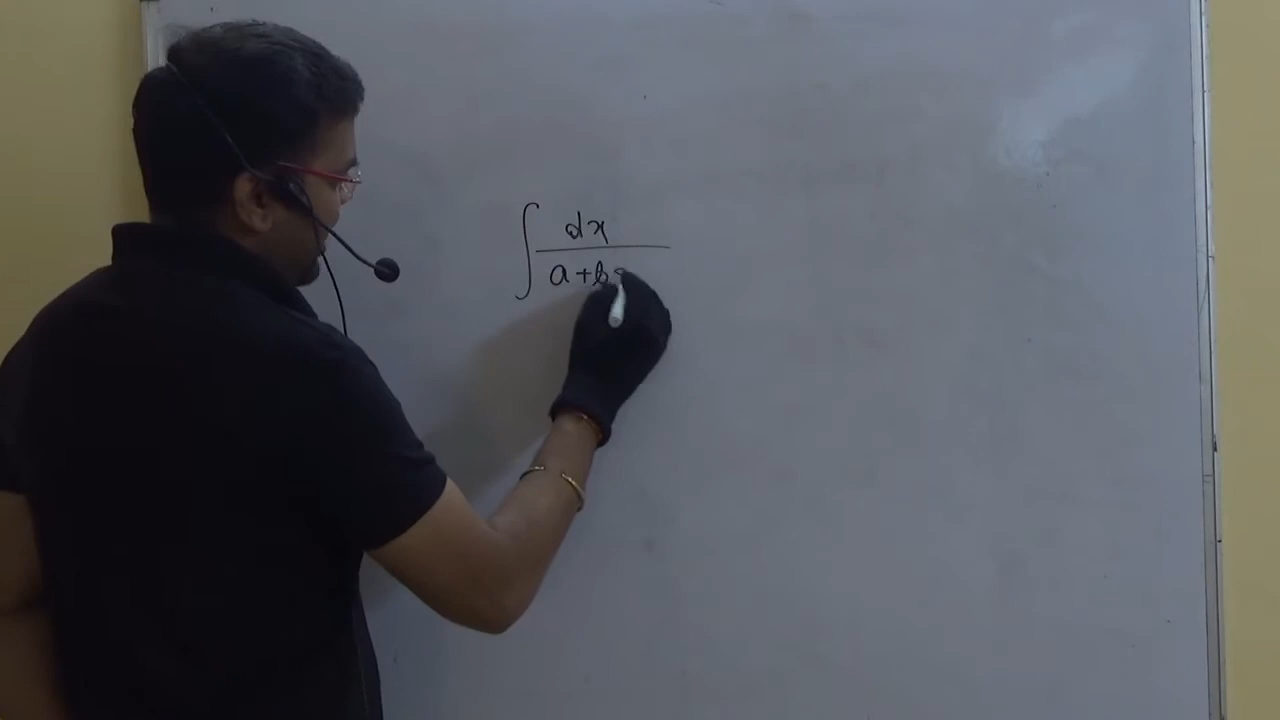 ∫ dx
a+b